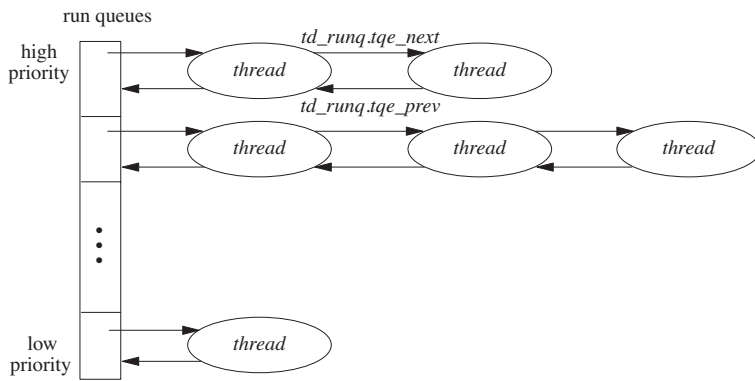 run queues
high
priority
td_runq.tqe_next
thread
thread
td_runq.tqe_prev
thread
thread
thread
low
priority
thread